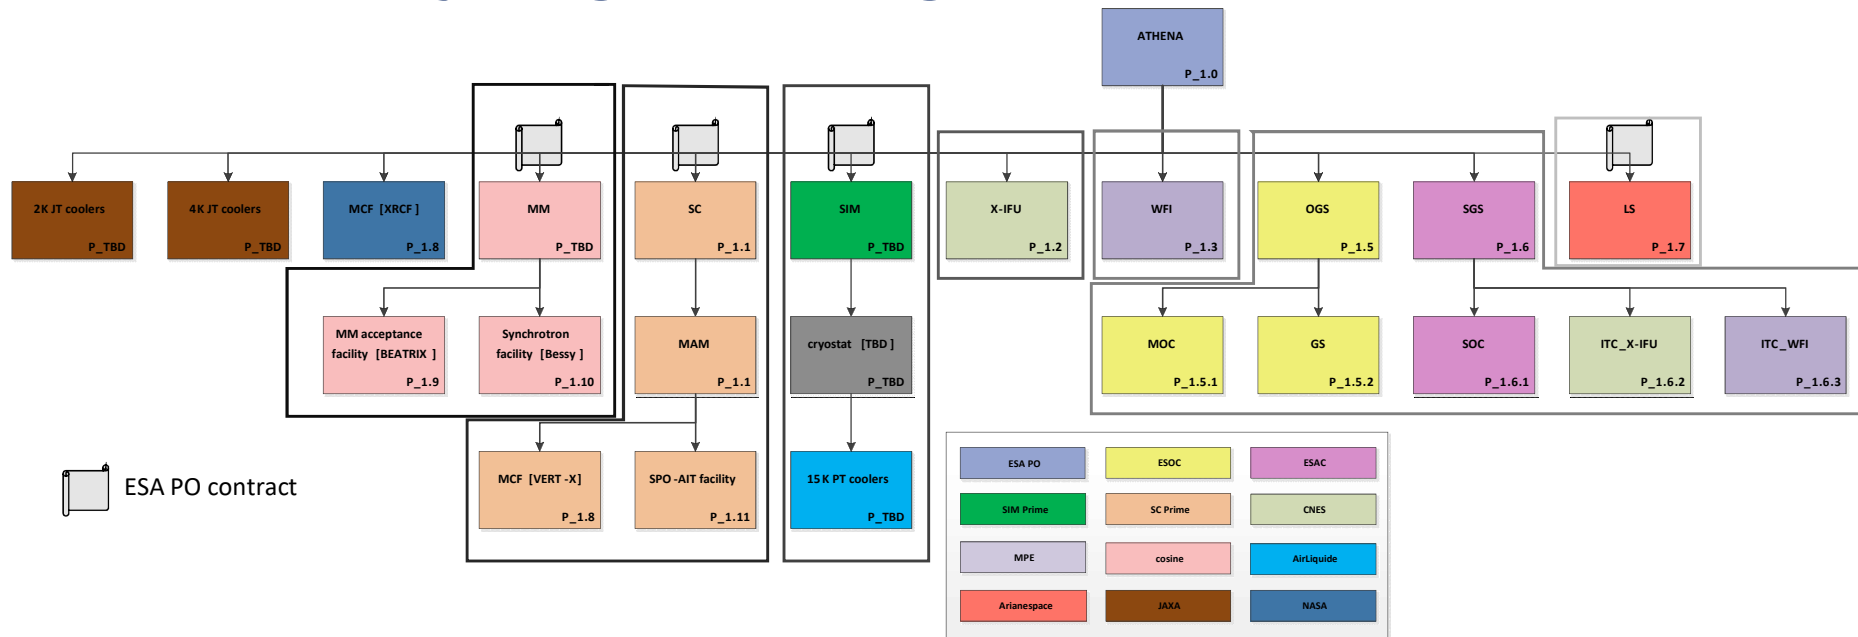 ATHENA
P_1.0
2K JT coolers
P_TBD
4K JT coolers
P_TBD
MCF [XRCF]
P_1.8
MM
P_TBD
SC
P_1.1
SIM
P_TBD
X-IFU
P_1.2
WFI
P_1.3
OGS
P_1.5
SGS
P_1.6
LS
P_1.7
MM acceptance
facility [BEATRIX]
P_1.9
Synchrotron
facility [Bessy]
P_1.10
MAM
P_1.1
cryostat [TBD]
P_TBD
MOC
P_1.5.1
GS
P_1.5.2
SOC
P_1.6.1
ITC_X-IFU
P_1.6.2
ITC_WFI
P_1.6.3
MCF [VERT-X]
P_1.8
SPO-AIT facility
P_1.11
15K PT coolers
P_TBD
ESA PO contract
ESA PO
ESOC
ESAC
SIM Prime
SC Prime
CNES
MPE
cosine
AirLiquide
Arianespace
JAXA
NASA